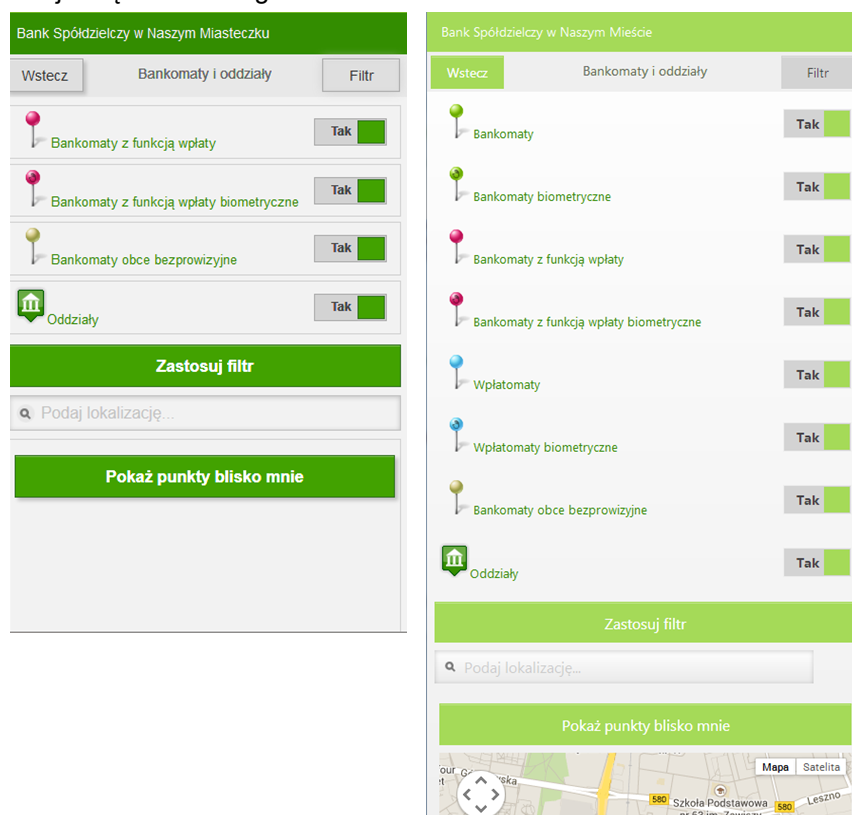 Bank Spółdzielczy w Naszym Miasteczku
Wstecz Bankomaty i oddziały Filtr
Bankomaty z funkcją wpłaty Tak
Bankomaty z funkcją wpłaty biometryczne Tak
Bankomaty obce bezprowizyjne Tak
Oddziały Tak
Zastosuj filtr
Podaj lokalizację...
Pokaż punkty blisko mnie
Bank Spółdzielczy w Naszym Mieście
Wstecz Bankomaty i oddziały Filtr
Bankomaty Tak
Bankomaty biometryczne Tak
Bankomaty z funkcją wpłaty Tak
Bankomaty z funkcją wpłaty biometryczne Tak
Wpłatomaty Tak
Wpłatomaty biometryczne Tak
Bankomaty obce bezprowizyjne Tak
Oddziały Tak
Zastosuj filtr
Podaj lokalizację...
Pokaż punkty blisko mnie
Mapa Satelita
580 Szkoła Podstawowa 580 Leszno